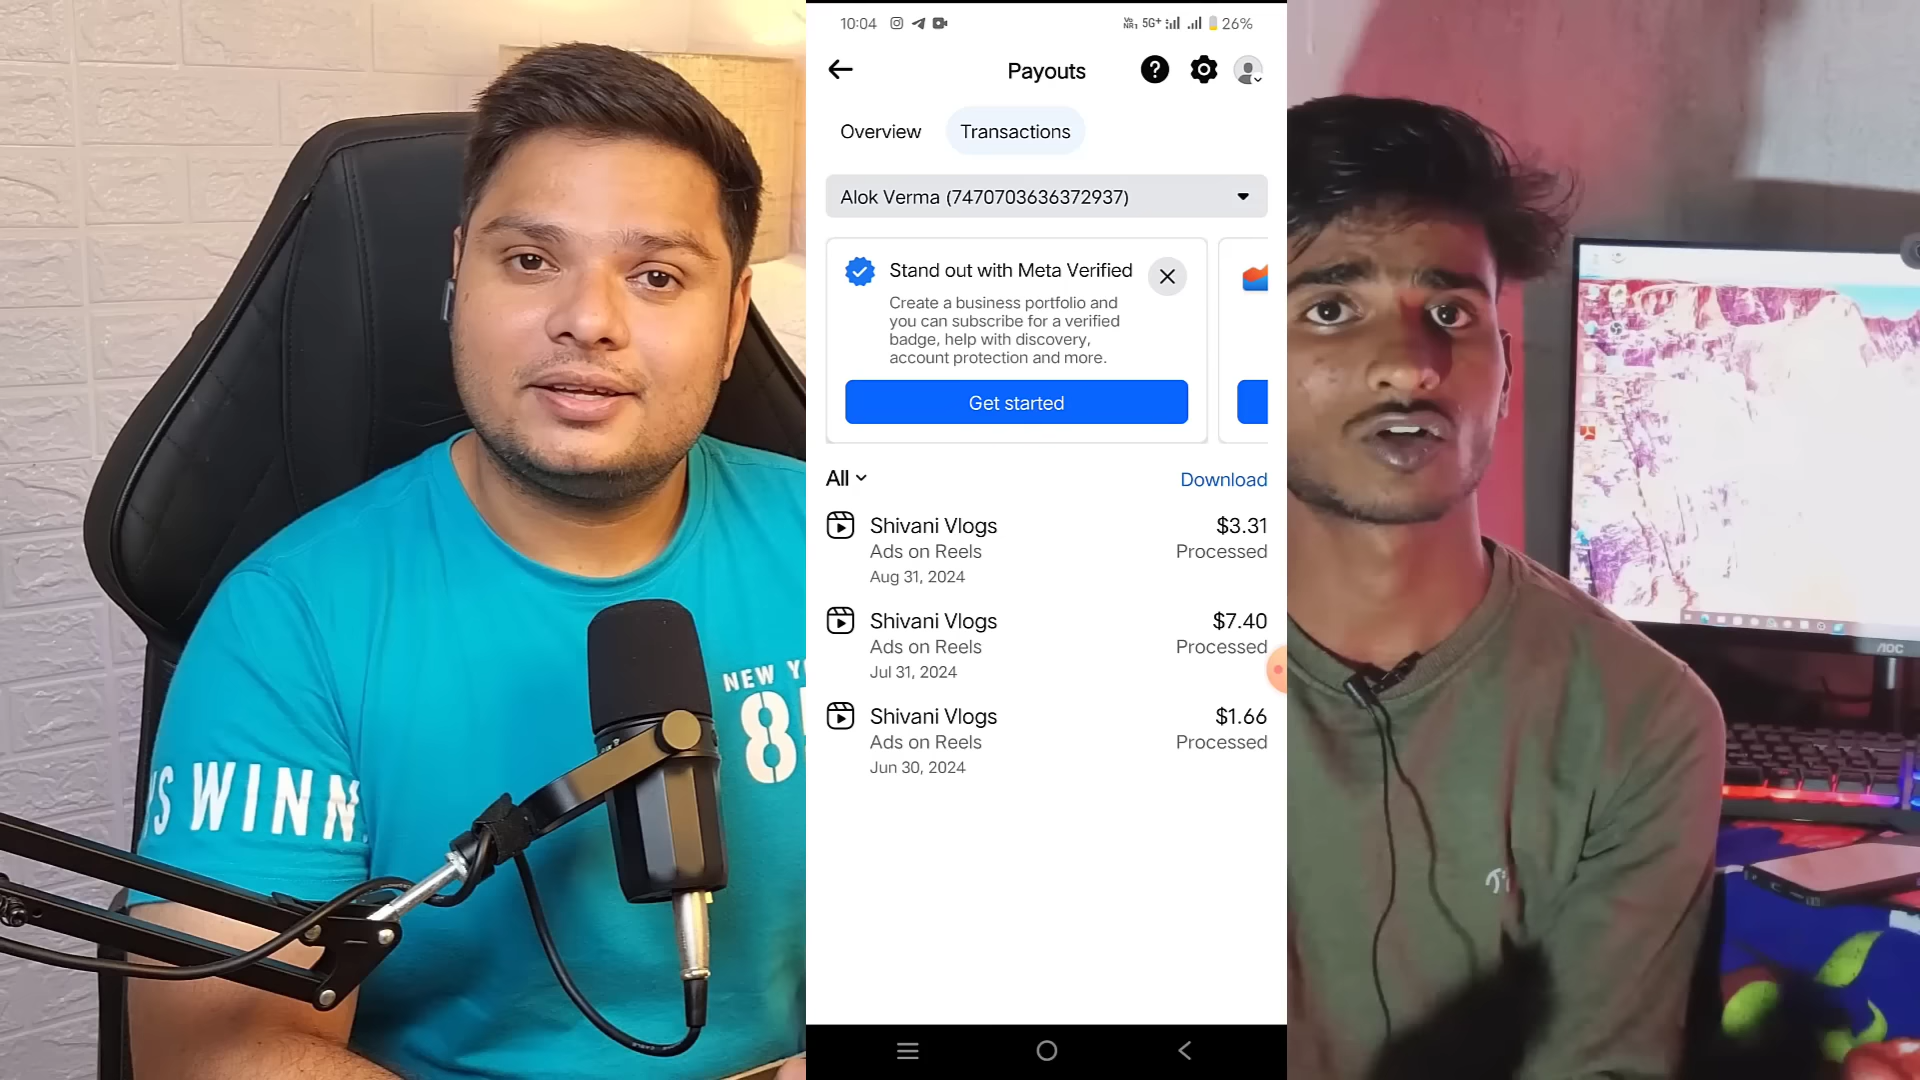 10:04
5G+
26%
Payouts
Overview
Transactions
Alok Verma (7470703636372937)
Stand out with Meta Verified
Create a business portfolio and
you can subscribe for a verified
badge, help with discovery,
account protection and more.
Get started
All
Download
Shivani Vlogs
$3.31
Ads on Reels
Processed
Aug 31, 2024
Shivani Vlogs
$7.40
Ads on Reels
Processed
Jul 31, 2024
Shivani Vlogs
$1.66
Ads on Reels
Processed
Jun 30, 2024
NEW Y
8
S WINN
AOC